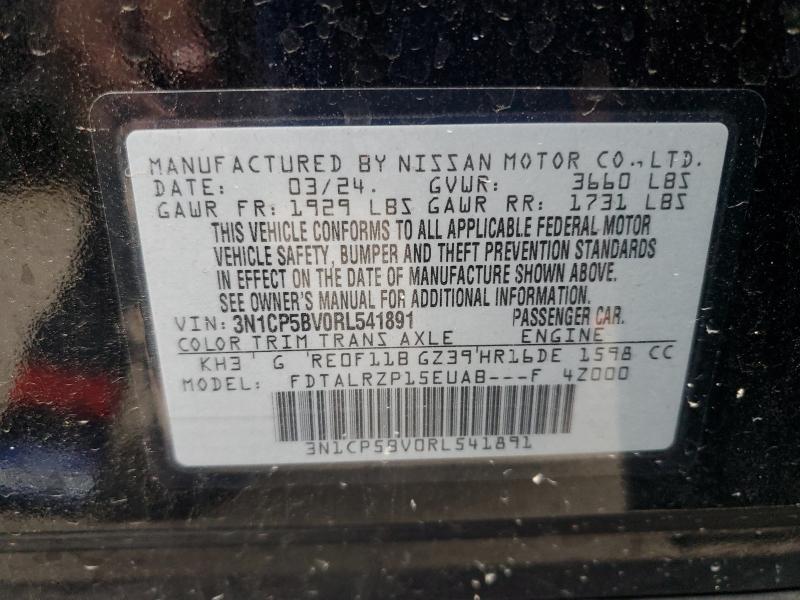 MANUFACTURED BY NISSAN MOTOR CO.,LTD.
DATE: 03/24. GVWR: 3660 LBS
GAWR FR: 1929 LBS GAWR RR: 1731 LBS
THIS VEHICLE CONFORMS TO ALL APPLICABLE FEDERAL MOTOR
VEHICLE SAFETY, BUMPER AND THEFT PREVENTION STANDARDS
IN EFFECT ON THE DATE OF MANUFACTURE SHOWN ABOVE.
SEE OWNER'S MANUAL FOR ADDITIONAL INFORMATION.
VIN: 3N1CP5BV0RL541891 PASSENGER CAR.
COLOR TRIM TRANS AXLE ENGINE
KH3 G RE0F11B GZ39 HR16DE 1598 CC
MODEL: FDTALRZP15EUAB---F 4Z000
3N1CP5BV0RL541891